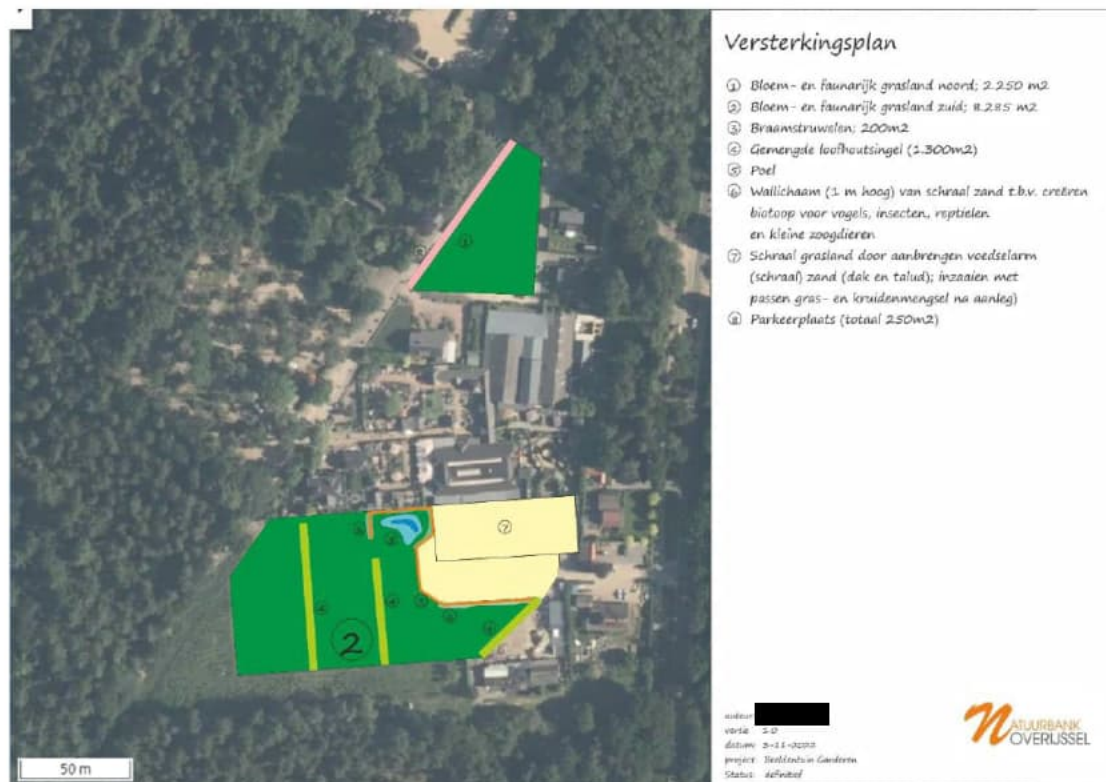 Versterkingsplan
① Bloem- en faunarijk grasland noord; 2.250 m2
② Bloem- en faunarijk grasland zuid; 8.285 m2
③ Braamstruwelen; 200m2
④ Gemengde loofhoutsingel (1.300m2)
⑤ Poel
⑥ Wallichaam (1 m hoog) van schraal zand t.b.v. creëren
biotoop voor vogels, insecten, reptielen
en kleine zoogdieren
⑦ Schraal grasland door aanbrengen voedselarm
(schraal) zand (dak en talud); inzaaien met
passen gras- en kruidenmengsel na aanleg)
⑧ Parkeerplaats (totaal 250m2)
①
⑦
④
④
②
50 m
auteur
versie 1.0
datum
project Beeldentuin Garderen
Status: definitief
NATUURBANK
OVERIJSSEL